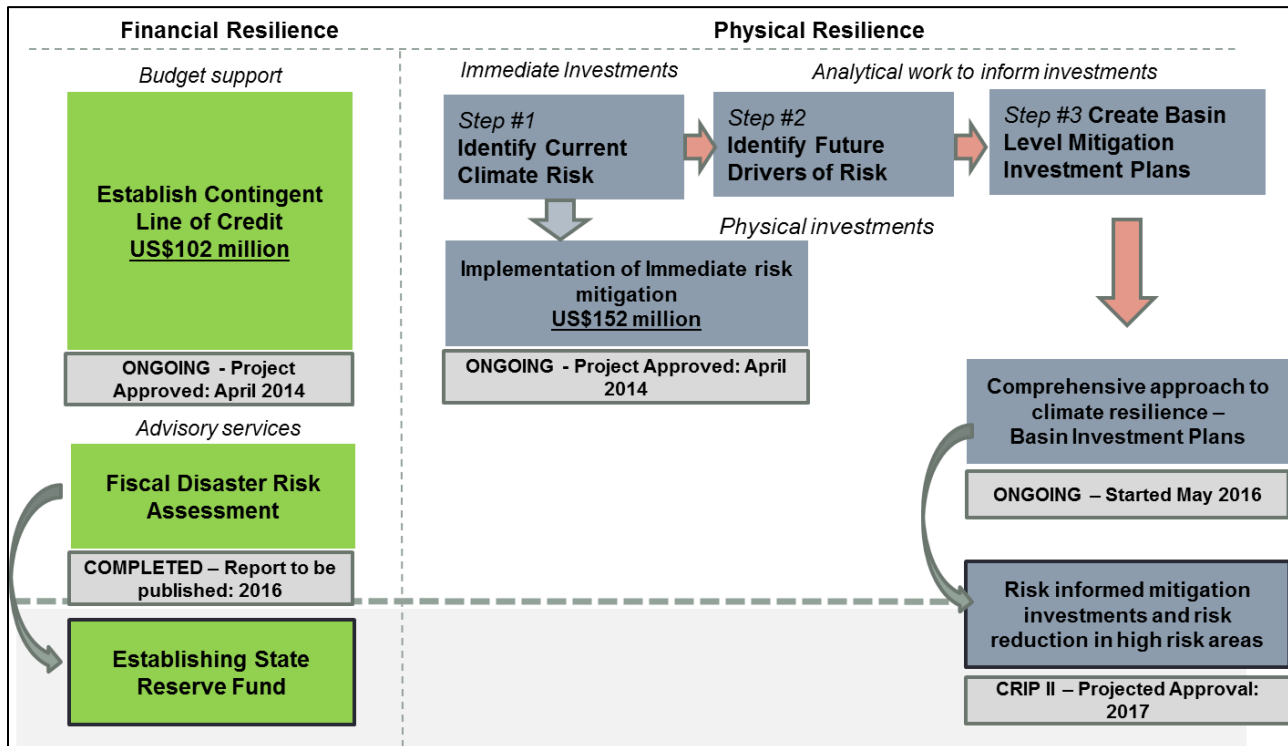 Financial Resilience
Physical Resilience
Budget support
Establish Contingent
Line of Credit
US$102 million
ONGOING - Project
Approved: April 2014
Advisory services
Fiscal Disaster Risk
Assessment
COMPLETED – Report to be
published: 2016
Establishing State
Reserve Fund
Immediate Investments
Analytical work to inform investments
Step #1
Identify Current
Climate Risk
Step #2
Identify Future
Drivers of Risk
Step #3 Create Basin
Level Mitigation
Investment Plans
Physical investments
Implementation of Immediate risk
mitigation
US$152 million
ONGOING - Project Approved: April
2014
Comprehensive approach to
climate resilience –
Basin Investment Plans
ONGOING – Started May 2016
Risk informed mitigation
investments and risk
reduction in high risk areas
CRIP II – Projected Approval:
2017